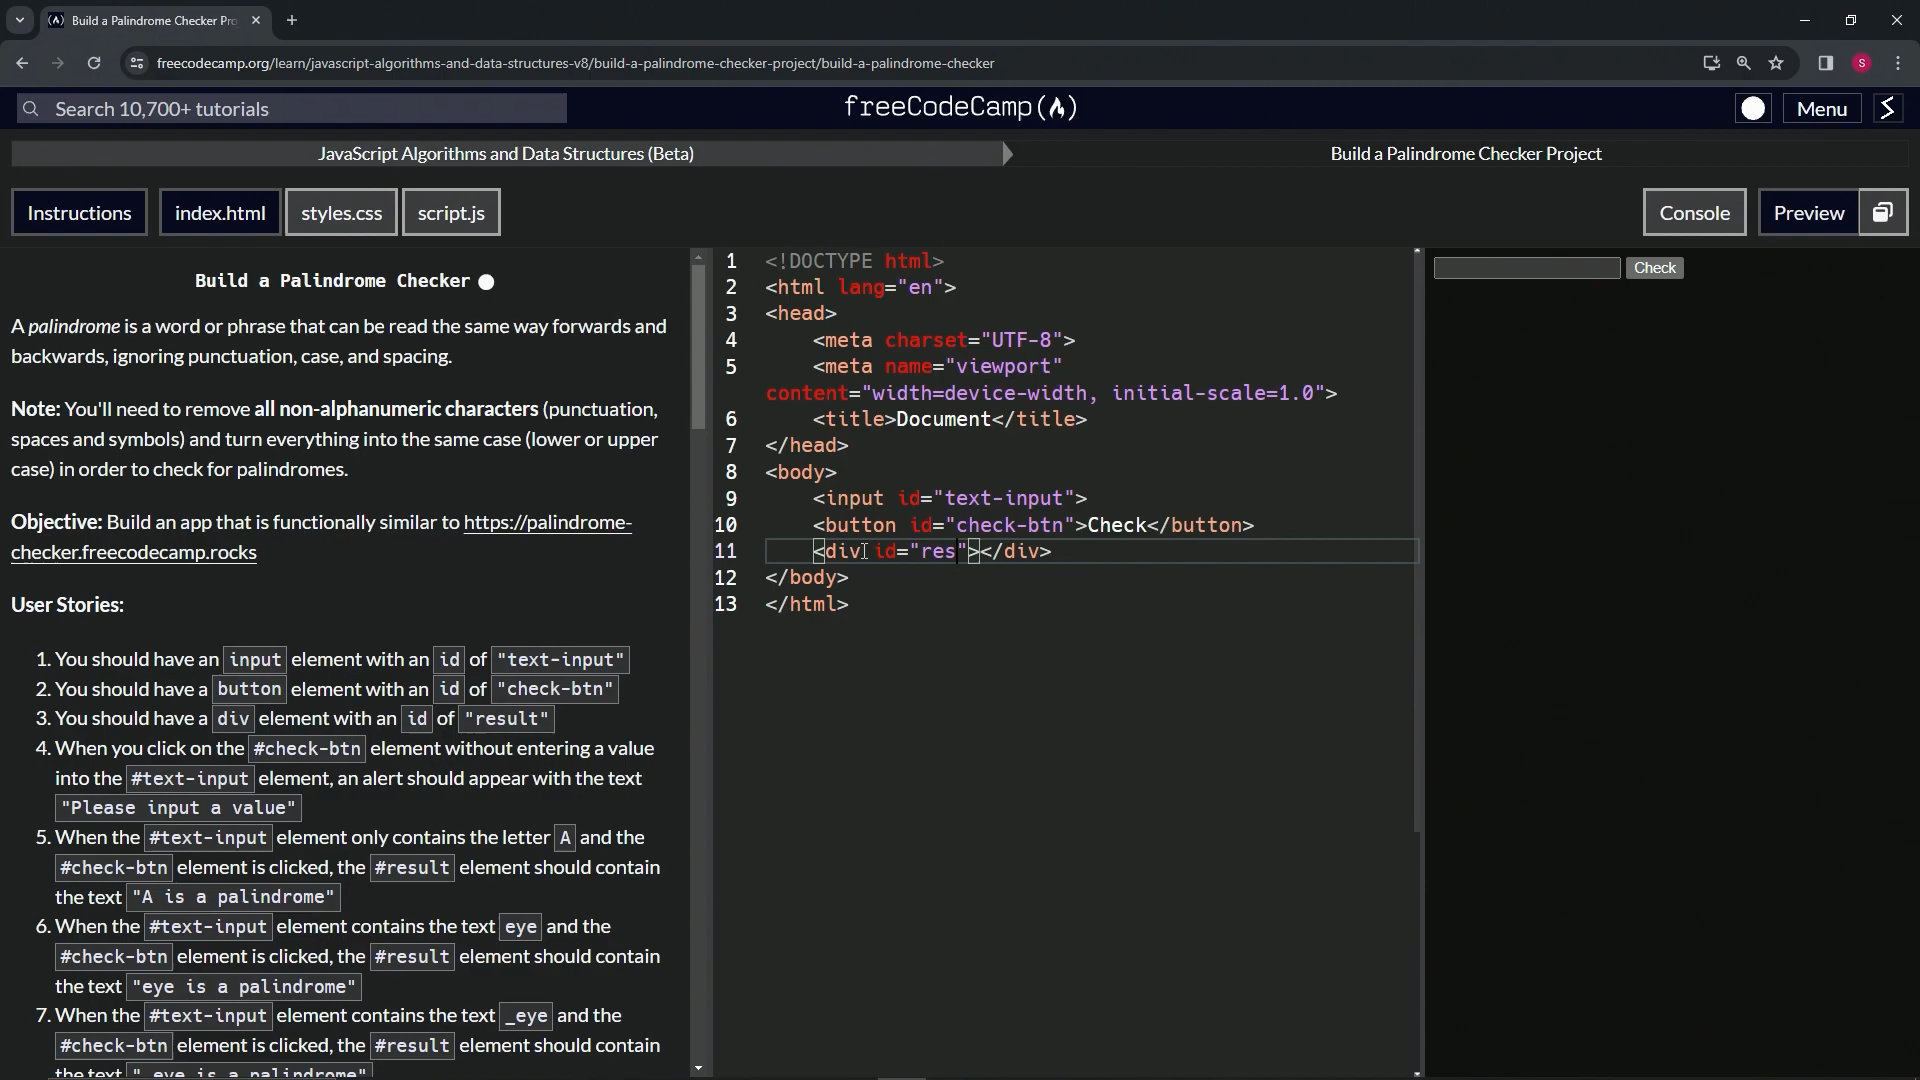 Build a Palindrome Checker Pro
freecodecamp.org/learn/javascript-algorithms-and-data-structures-v8/build-a-palindrome-checker-project/build-a-palindrome-checker
S
Search 10,700+ tutorials
freeCodeCamp(🔥)
Menu
JavaScript Algorithms and Data Structures (Beta)
Build a Palindrome Checker Project
Instructions
index.html
styles.css
script.js
Console
Preview
Build a Palindrome Checker
A palindrome is a word or phrase that can be read the same way forwards and
backwards, ignoring punctuation, case, and spacing.
Note: You'll need to remove all non-alphanumeric characters (punctuation,
spaces and symbols) and turn everything into the same case (lower or upper
case) in order to check for palindromes.
Objective: Build an app that is functionally similar to https://palindrome-
checker.freecodecamp.rocks
User Stories:
1. You should have an input element with an id of "text-input"
2. You should have a button element with an id of "check-btn"
3. You should have a div element with an id of "result"
4. When you click on the #check-btn element without entering a value
into the #text-input element, an alert should appear with the text
"Please input a value"
5. When the #text-input element only contains the letter A and the
#check-btn element is clicked, the #result element should contain
the text "A is a palindrome"
6. When the #text-input element contains the text eye and the
#check-btn element is clicked, the #result element should contain
the text "eye is a palindrome"
7. When the #text-input element contains the text _eye and the
#check-btn element is clicked, the #result element should contain
the text "_eye is a palindrome"
1 <!DOCTYPE html>
2 <html lang="en">
3 <head>
4 <meta charset="UTF-8">
5 <meta name="viewport"
content="width=device-width, initial-scale=1.0">
6 <title>Document</title>
7 </head>
8 <body>
9 <input id="text-input">
10 <button id="check-btn">Check</button>
11 <div id="res"></div>
12 </body>
13 </html>
Check